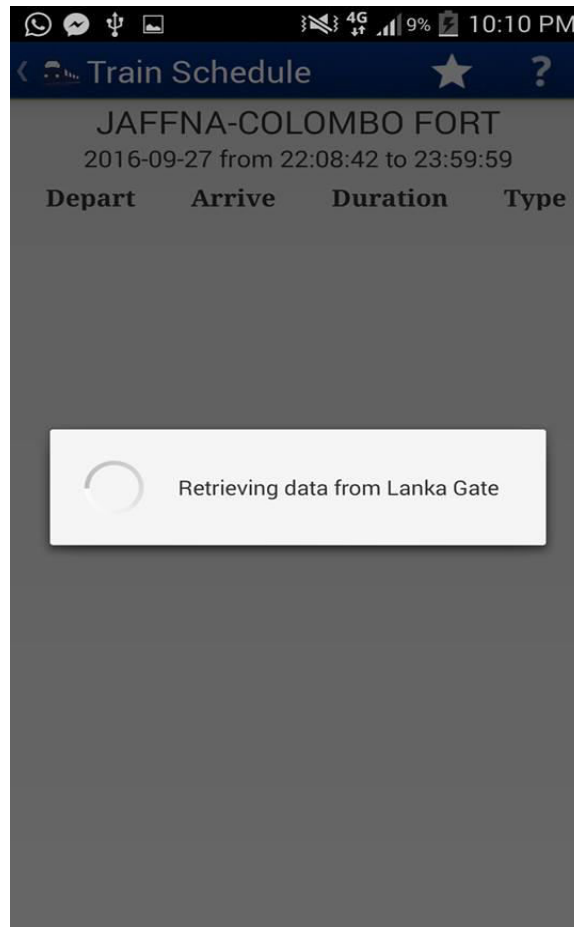 4G 9% 10:10 PM
Train Schedule ?
JAFFNA-COLOMBO FORT
2016-09-27 from 22:08:42 to 23:59:59
Depart Arrive Duration Type
Retrieving data from Lanka Gate